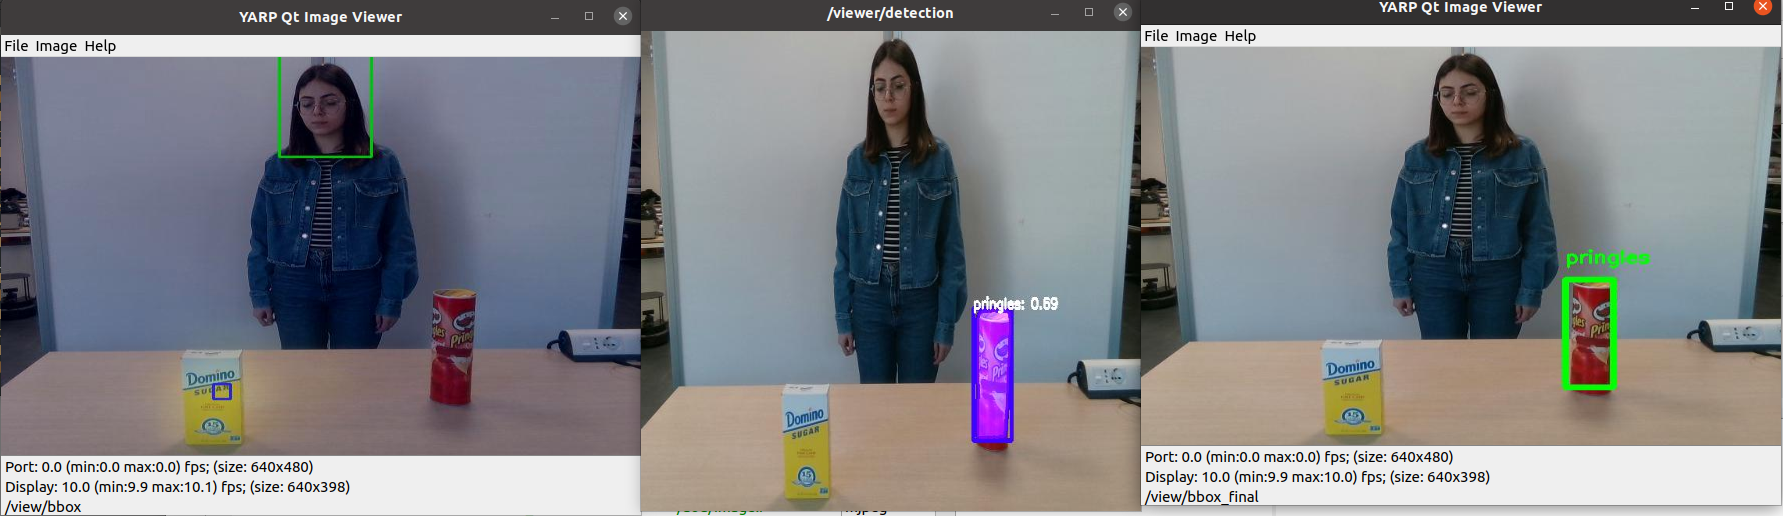 YARP Qt Image Viewer
File Image Help
Domino
SUGAR
Pringles
Port: 0.0 (min:0.0 max:0.0) fps; (size: 640x480)
Display: 10.0 (min:9.9 max:10.1) fps; (size: 640x398)
/view/bbox
/viewer/detection
pringles: 0.69
Domino
SUGAR
YARP Qt Image Viewer
File Image Help
pringles
Domino
SUGAR
Port: 0.0 (min:0.0 max:0.0) fps; (size: 640x480)
Display: 10.0 (min:9.9 max:10.0) fps; (size: 640x398)
/view/bbox_final